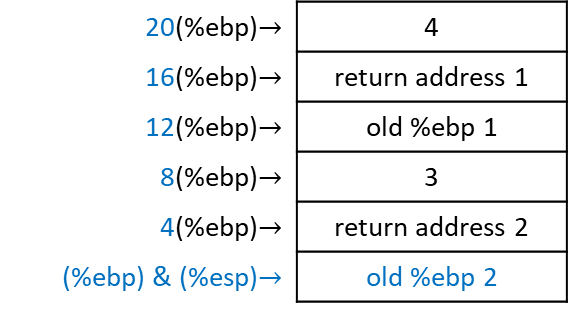 20(%ebp)→ 4
16(%ebp)→ return address 1
12(%ebp)→ old %ebp 1
8(%ebp)→ 3
4(%ebp)→ return address 2
(%ebp) & (%esp)→ old %ebp 2